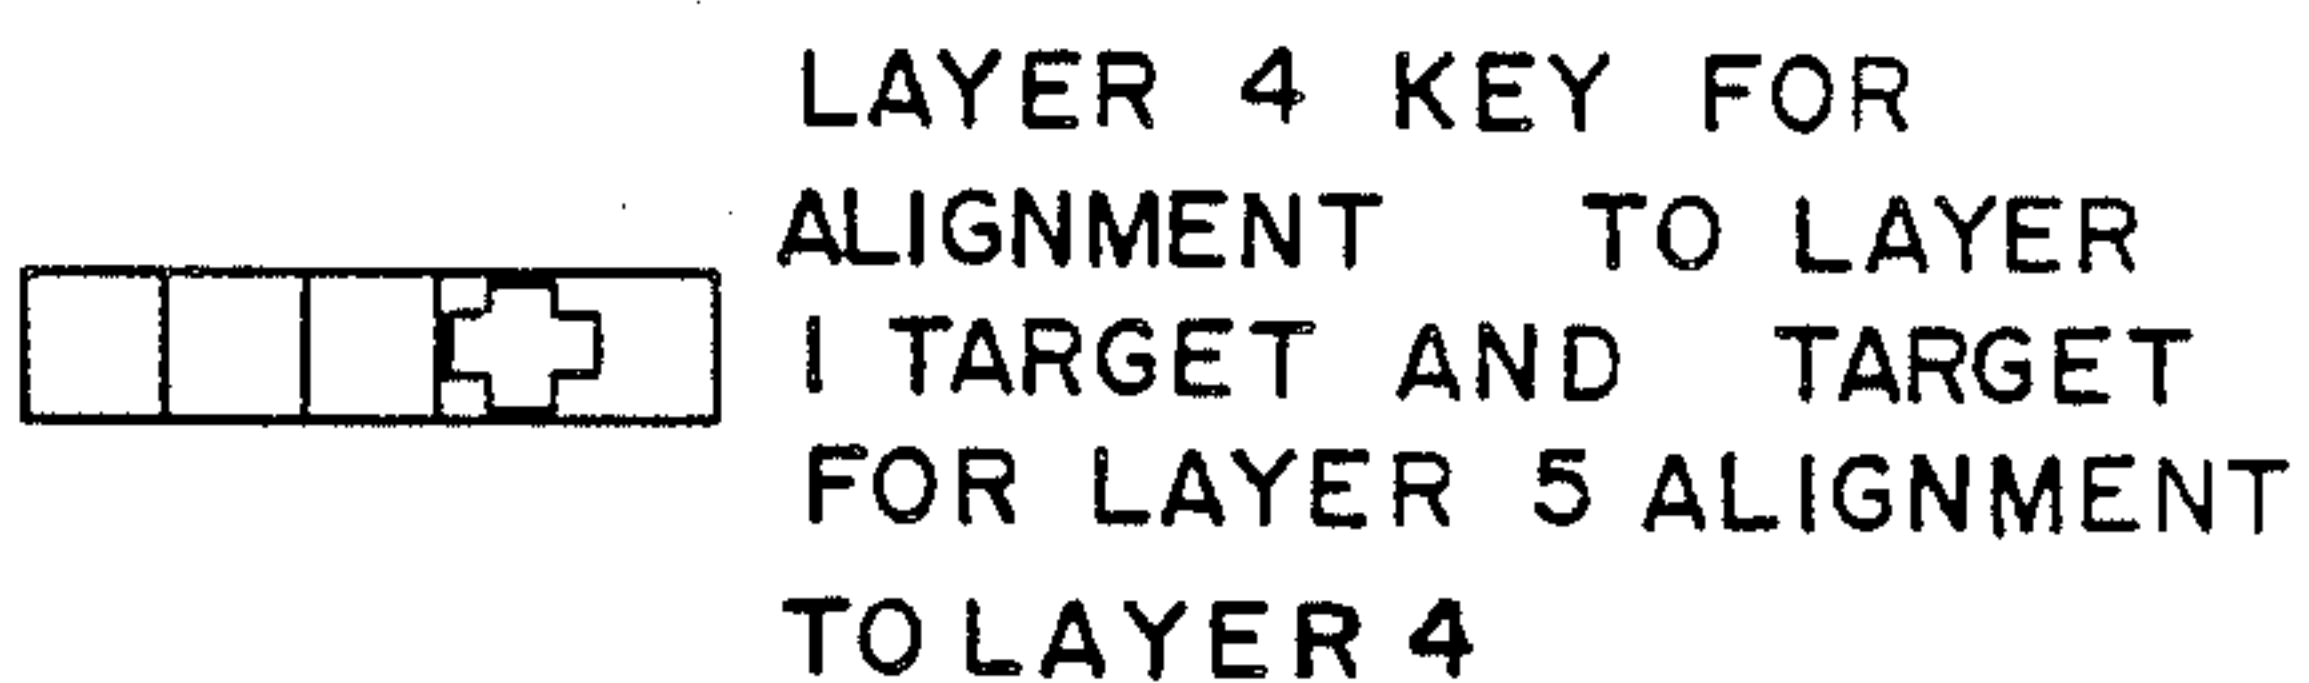 LAYER 4 KEY FOR
ALIGNMENT TO LAYER
1 TARGET AND TARGET
FOR LAYER 5 ALIGNMENT
TO LAYER 4